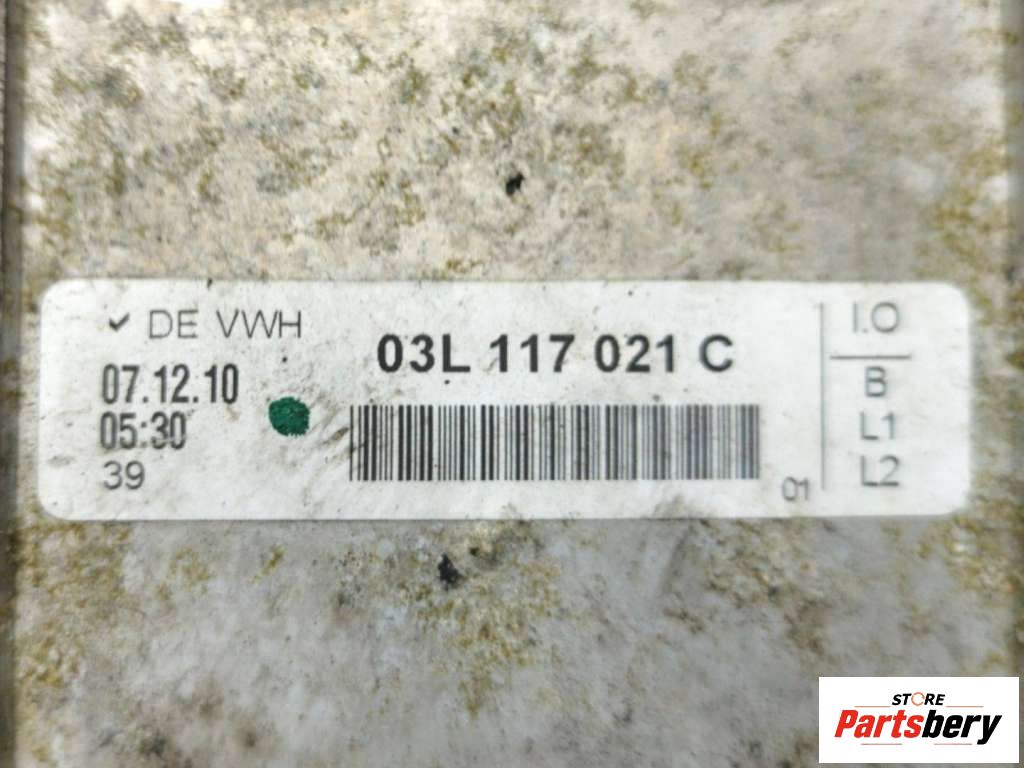 DE VWH
07.12.10
05:30
39
03L 117 021 C
01
I.O
B
L1
L2
STORE
Partsbery